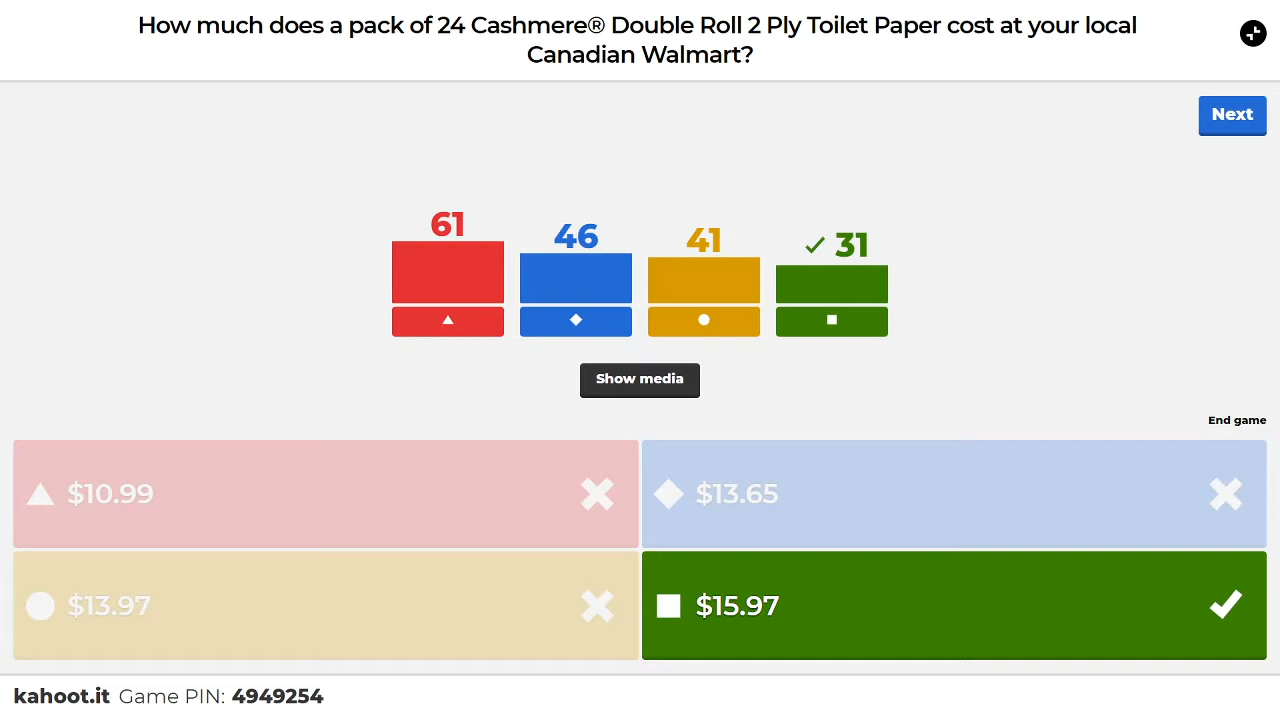 How much does a pack of 24 Cashmere® Double Roll 2 Ply Toilet Paper cost at your local
Canadian Walmart?
Next
61
46
41
31
Show media
End game
$10.99
$13.65
$13.97
$15.97
kahoot.it Game PIN: 4949254